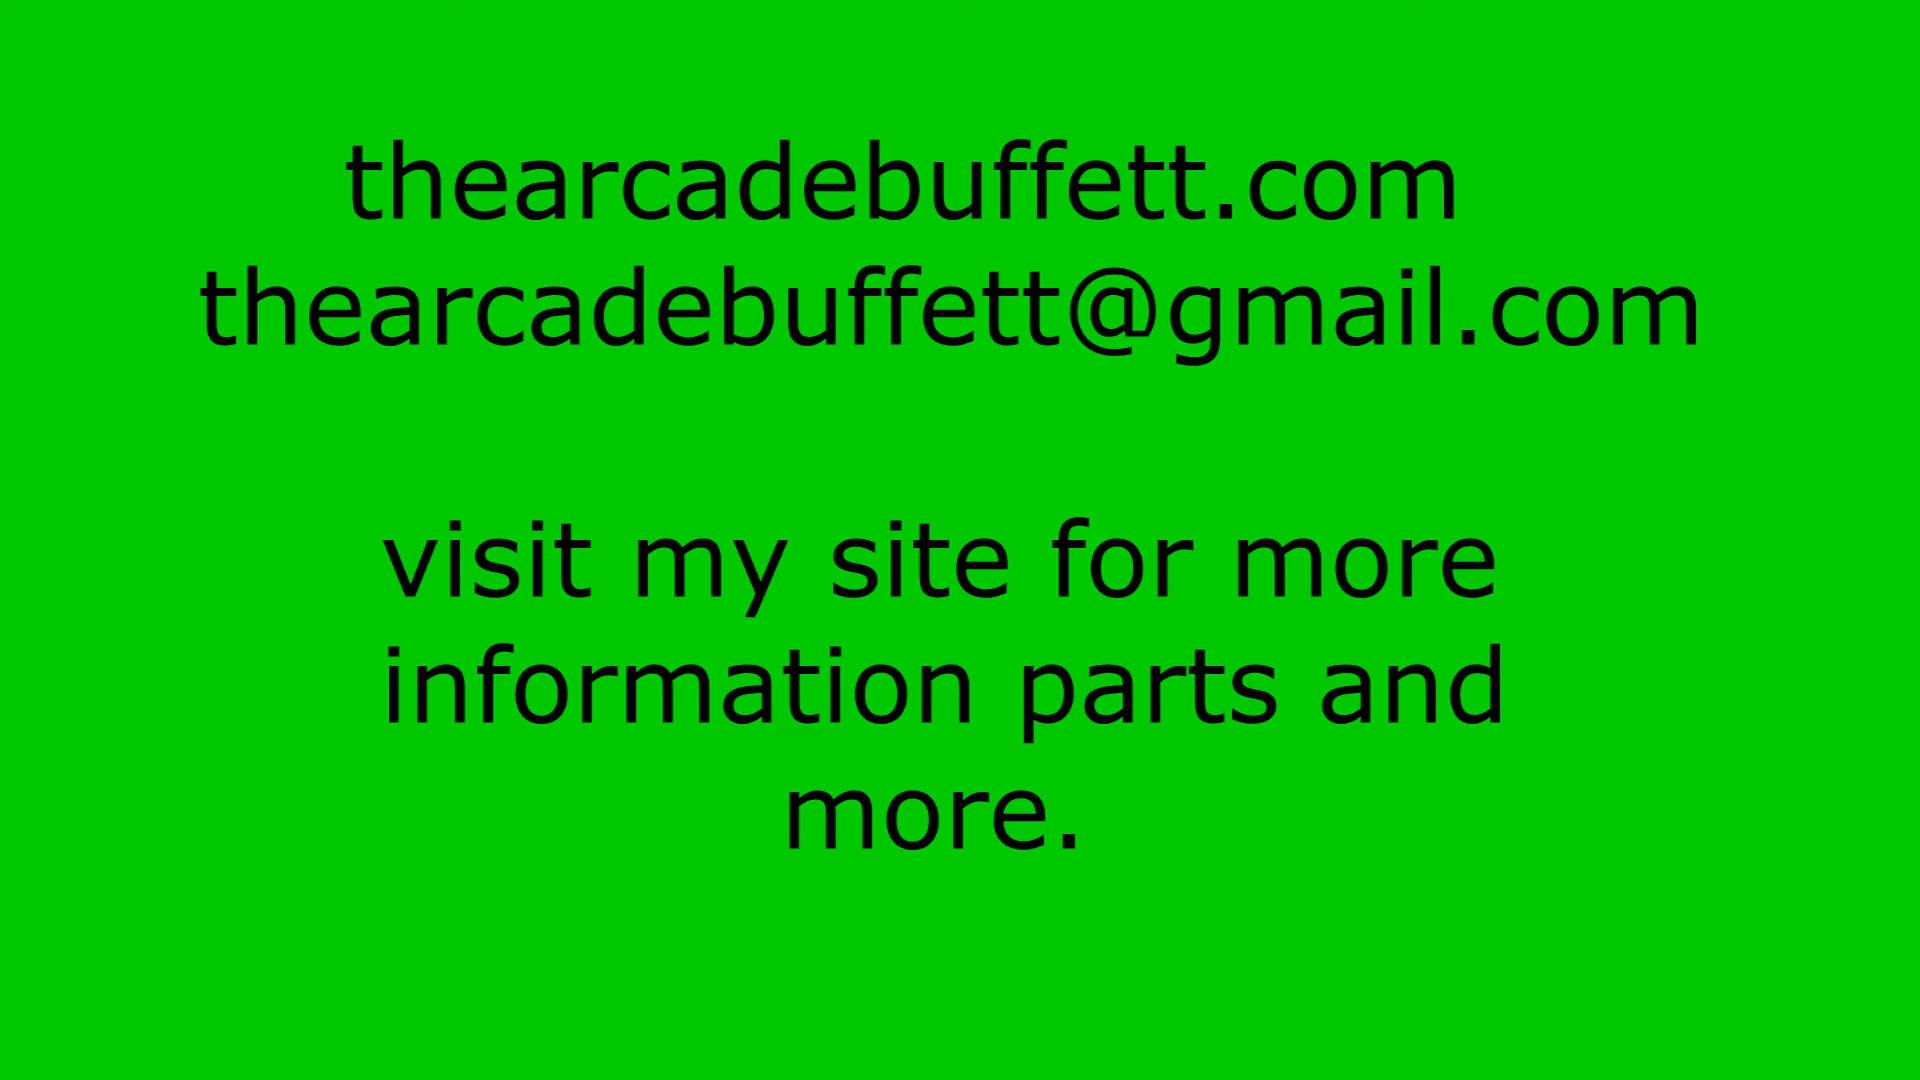 thearcadebuffett.com
thearcadebuffett@gmail.com
visit my site for more
information parts and
more.